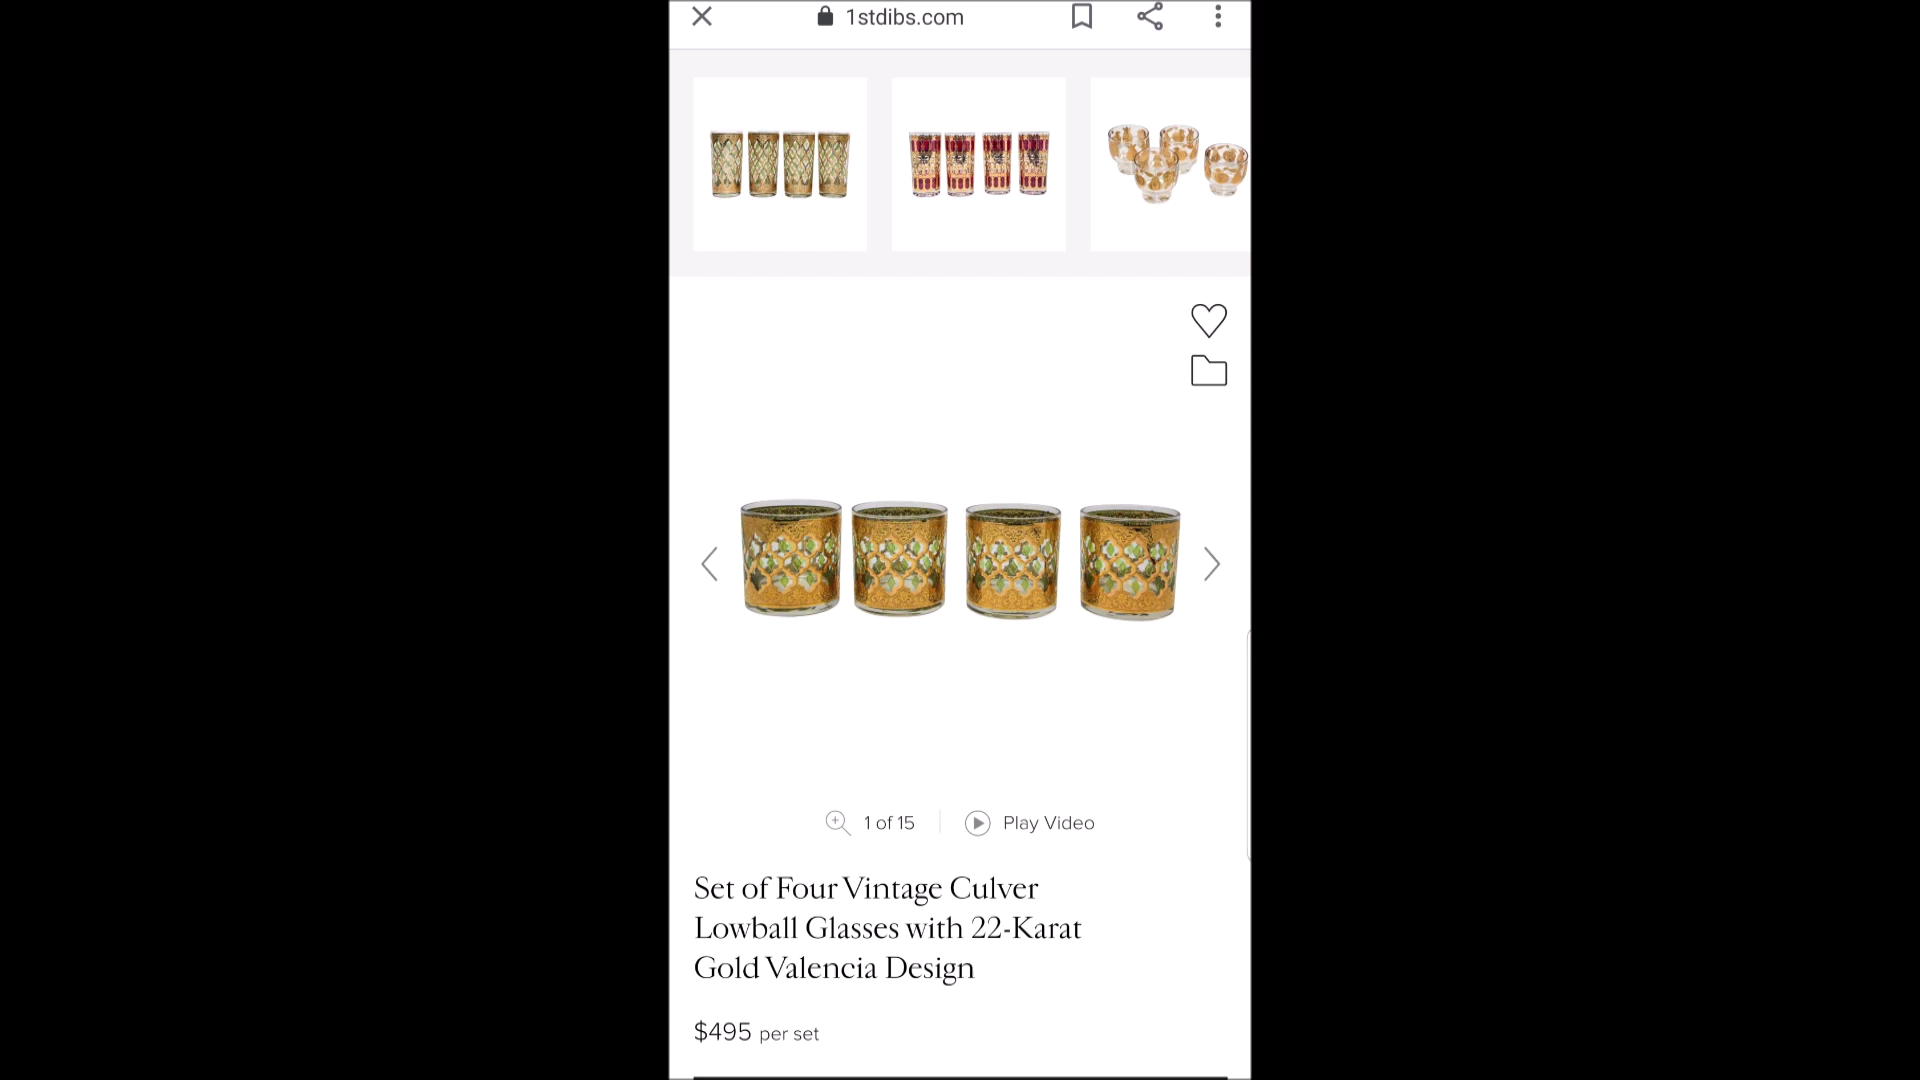 1stdibs.com
1 of 15
Play Video
Set of Four Vintage Culver
Lowball Glasses with 22-Karat
Gold Valencia Design
$495 per set